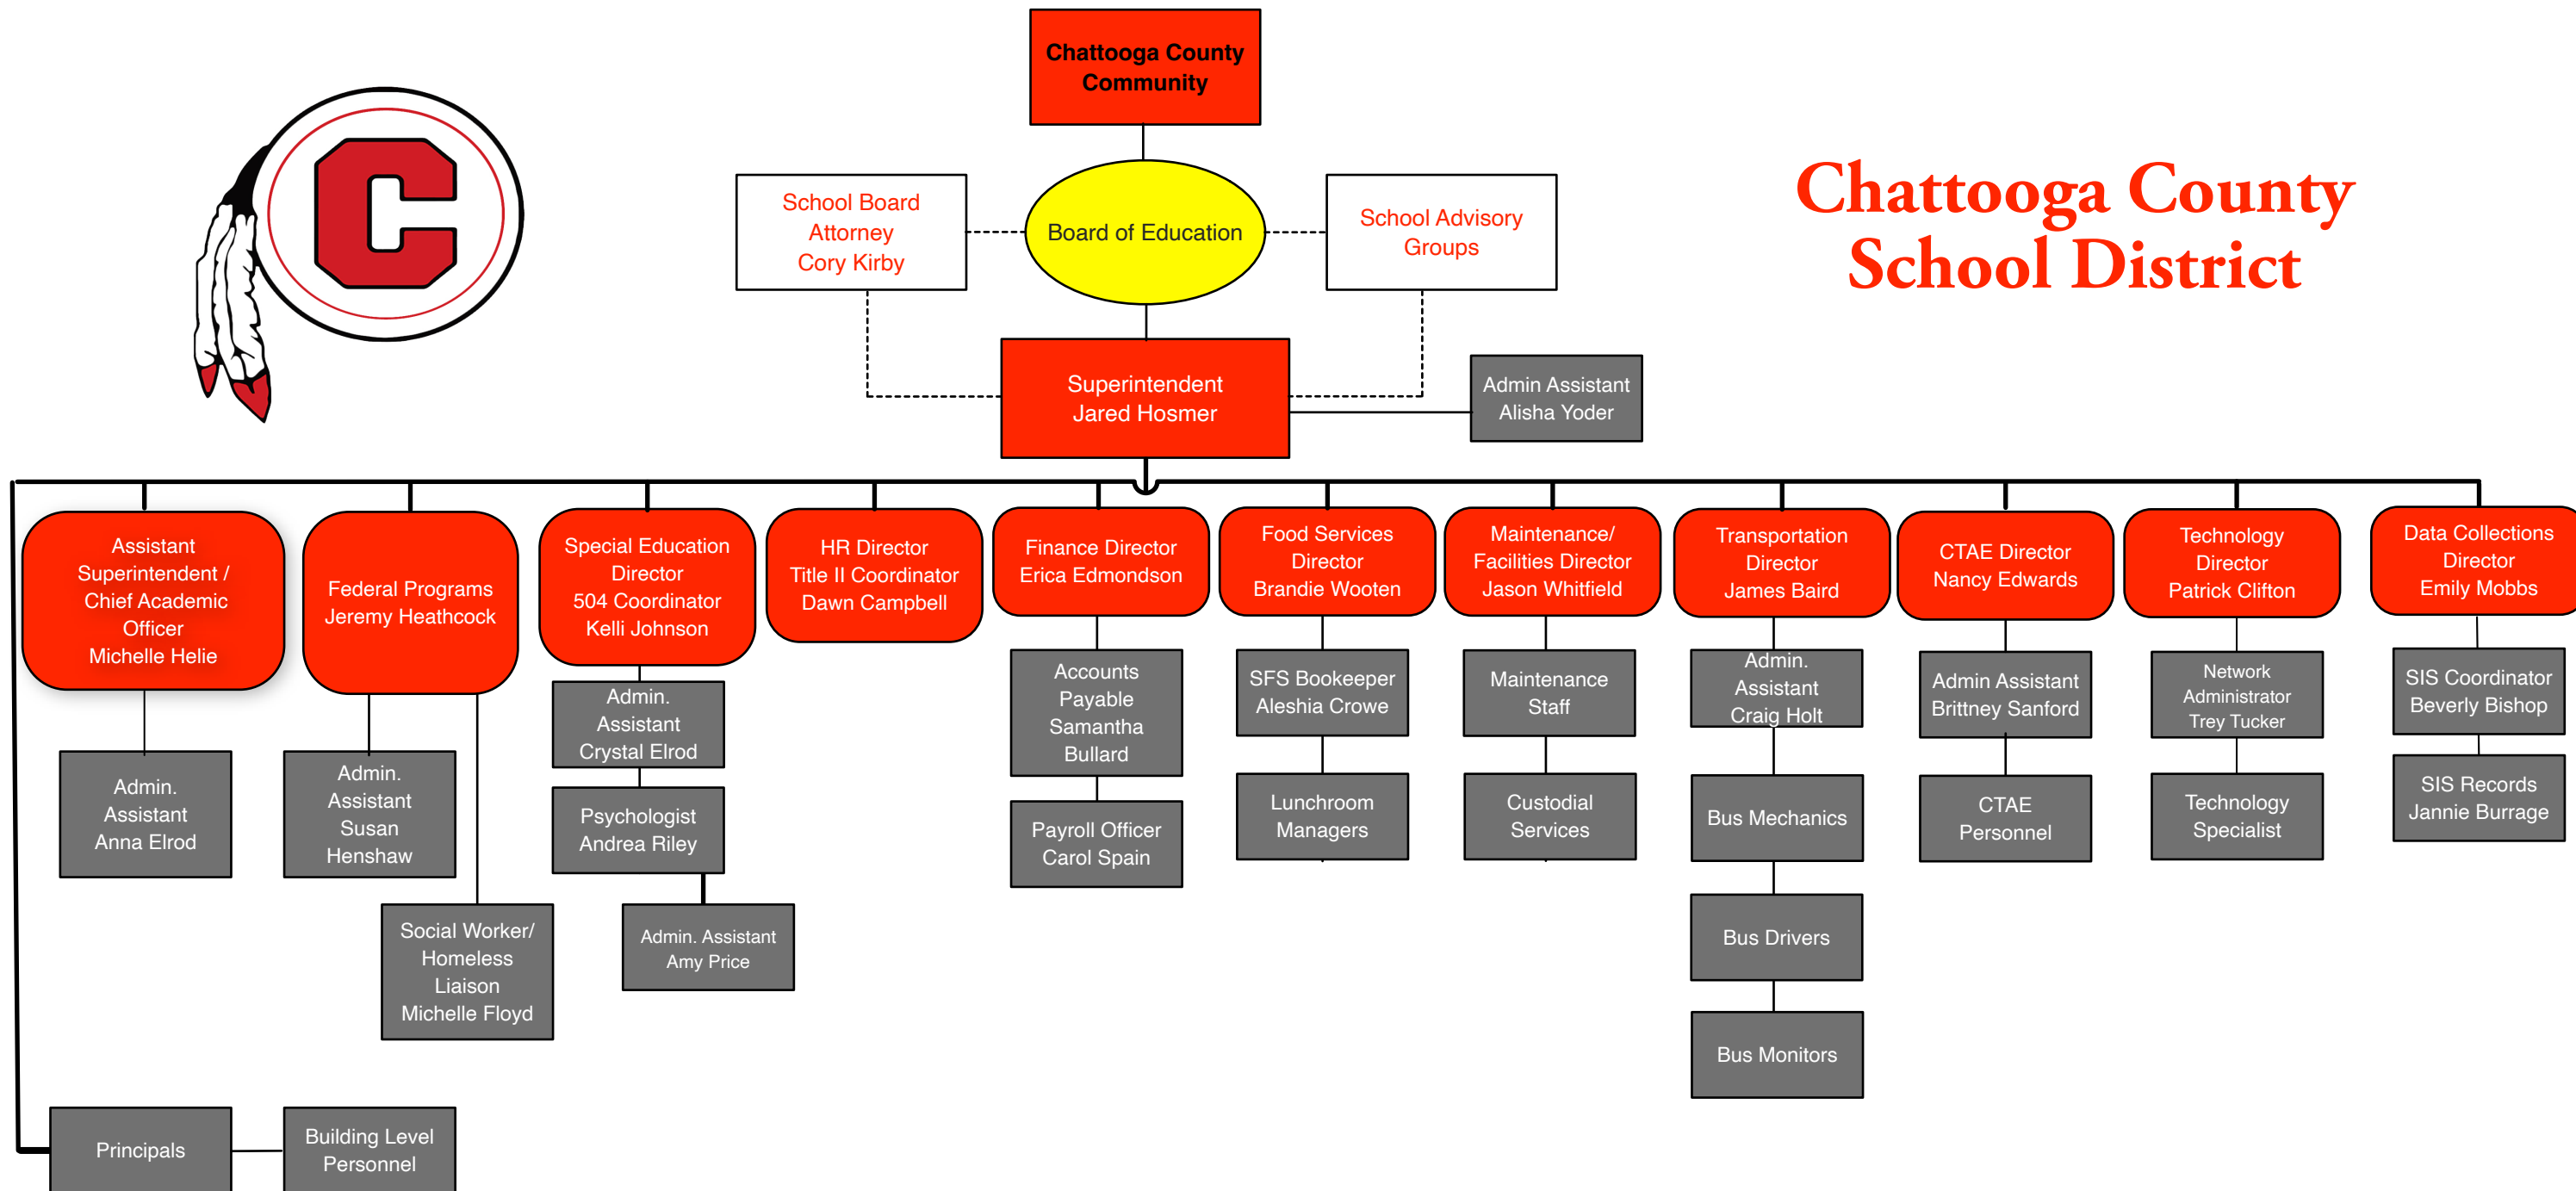 Chattooga County
Community
C
Chattooga County
School District
School Board
Attorney
Cory Kirby
Board of Education
School Advisory
Groups
Superintendent
Jared Hosmer
Admin Assistant
Alisha Yoder
Assistant
Superintendent /
Chief Academic
Officer
Michelle Helie
Federal Programs
Jeremy Heathcock
Special Education
Director
504 Coordinator
Kelli Johnson
HR Director
Title II Coordinator
Dawn Campbell
Finance Director
Erica Edmondson
Food Services
Director
Brandie Wooten
Maintenance/
Facilities Director
Jason Whitfield
Transportation
Director
James Baird
CTAE Director
Nancy Edwards
Technology
Director
Patrick Clifton
Data Collections
Director
Emily Mobbs
Admin.
Assistant
Anna Elrod
Admin.
Assistant
Susan
Henshaw
Social Worker/
Homeless
Liaison
Michelle Floyd
Admin.
Assistant
Crystal Elrod
Psychologist
Andrea Riley
Admin. Assistant
Amy Price
Accounts
Payable
Samantha
Bullard
Payroll Officer
Carol Spain
SFS Bookeeper
Aleshia Crowe
Lunchroom
Managers
Maintenance
Staff
Custodial
Services
Admin.
Assistant
Craig Holt
Bus Mechanics
Bus Drivers
Bus Monitors
Admin Assistant
Brittney Sanford
CTAE
Personnel
Network
Administrator
Trey Tucker
Technology
Specialist
SIS Coordinator
Beverly Bishop
SIS Records
Jannie Burrage
Principals
Building Level
Personnel